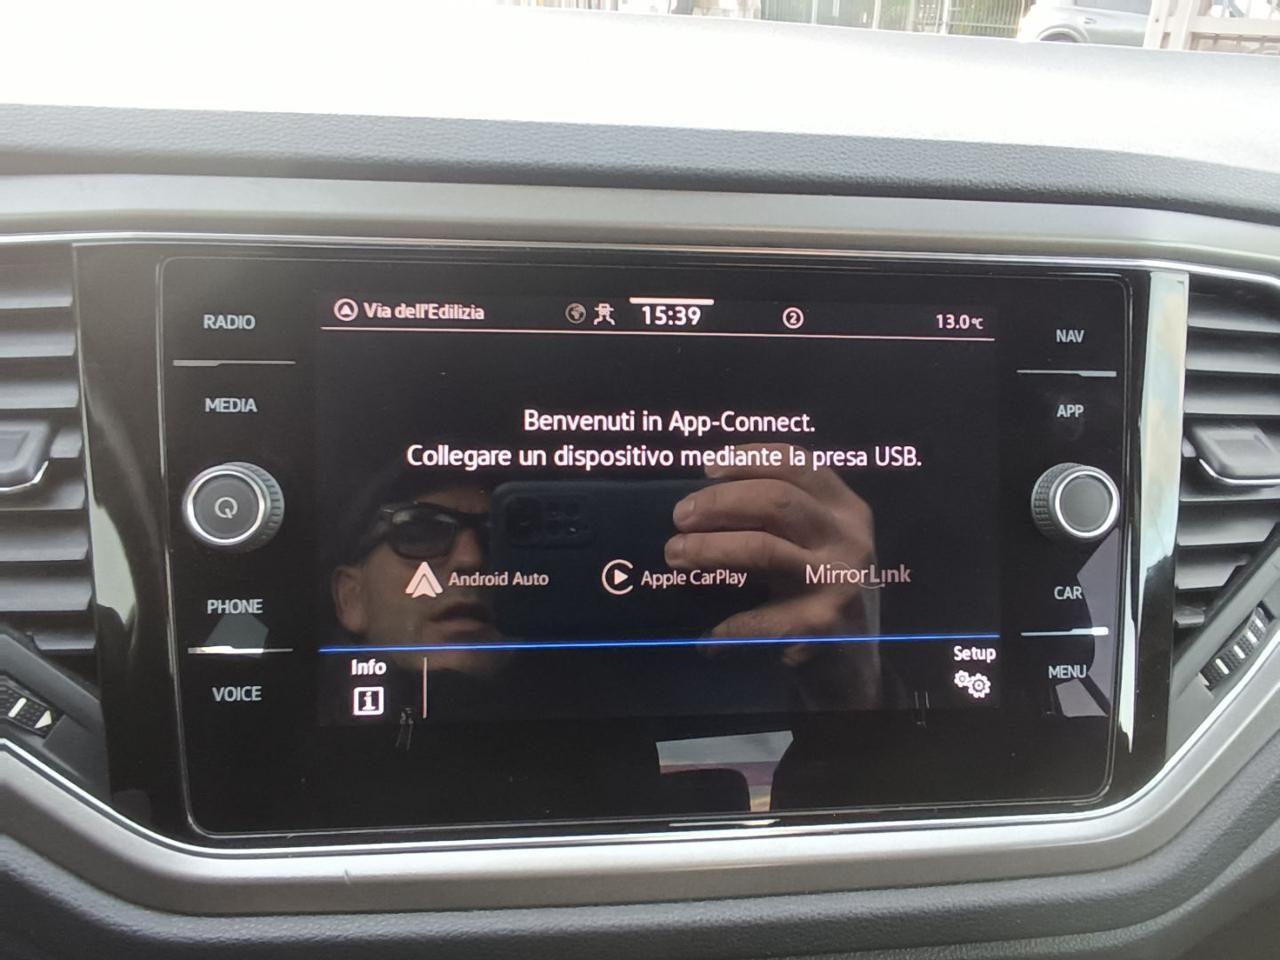 Via dell'Edilizia
15:39
2
13.0°C
RADIO
MEDIA
PHONE
VOICE
Benvenuti in App-Connect.
Collegare un dispositivo mediante la presa USB.
Android Auto
Apple CarPlay
MirrorLink
Info
i
Setup
NAV
APP
CAR
MENU